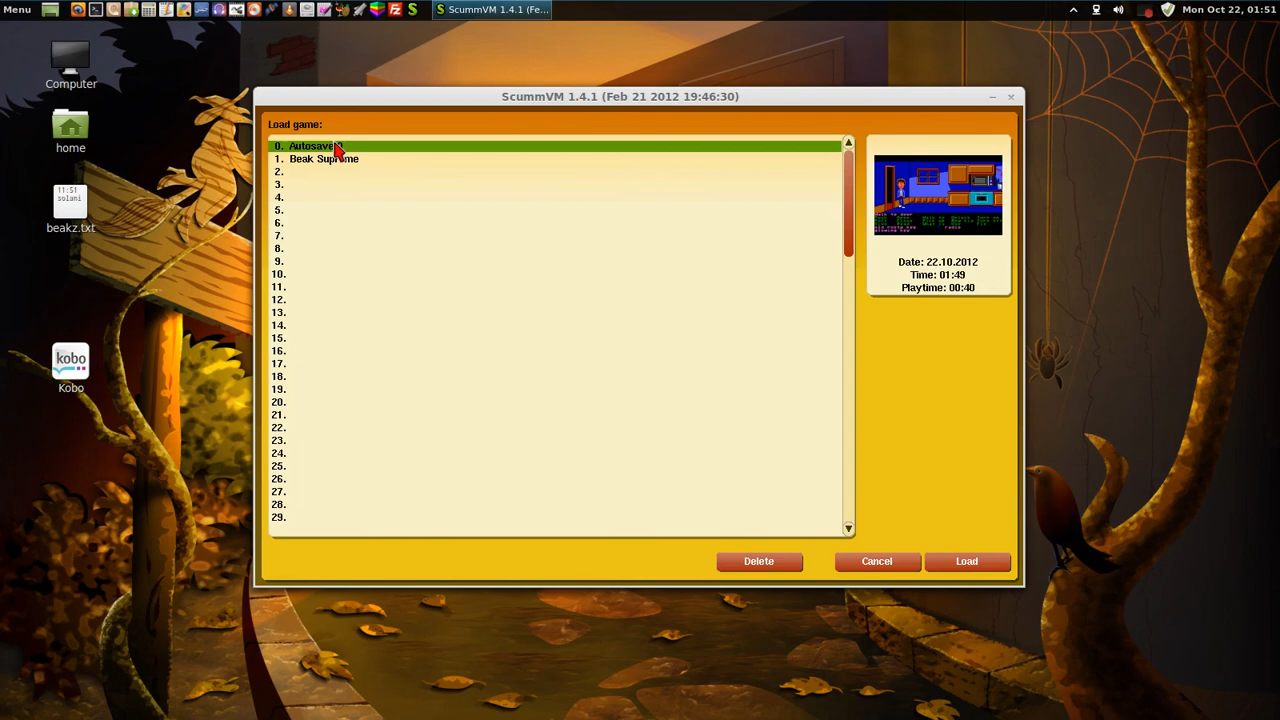 Menu
ScummVM 1.4.1 (Fe...
Mon Oct 22, 01:51
Computer
home
11:51
solani
beakz.txt
kobo
Kobo
ScummVM 1.4.1 (Feb 21 2012 19:46:30)
Load game:
0. Autosave
1. Beak Supreme
2.
3.
4.
5.
6.
7.
8.
9.
10.
11.
12.
13.
14.
15.
16.
17.
18.
19.
20.
21.
22.
23.
24.
25.
26.
27.
28.
29.
Date: 22.10.2012
Time: 01:49
Playtime: 00:40
Delete
Cancel
Load